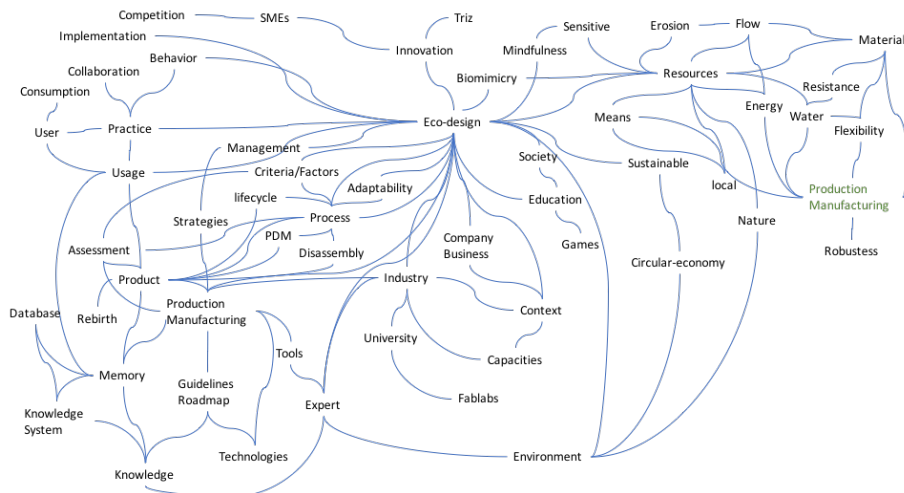 Competition
SMEs
Triz
Implementation
Innovation
Sensitive
Erosion
Flow
Material
Behavior
Mindfulness
Collaboration
Biomimicry
Resources
Consumption
Resistance
Energy
Water
User
Practice
Eco-design
Means
Flexibility
Management
Society
Usage
Criteria/Factors
Sustainable
Adaptability
local
Production
Manufacturing
lifecycle
Education
Strategies
Process
Nature
PDM
Company
Business
Games
Assessment
Disassembly
Robustess
Circular-economy
Product
Industry
Production
Manufacturing
Context
Database
Rebirth
University
Tools
Capacities
Memory
Guidelines
Roadmap
Fablabs
Expert
Knowledge
System
Technologies
Environment
Knowledge